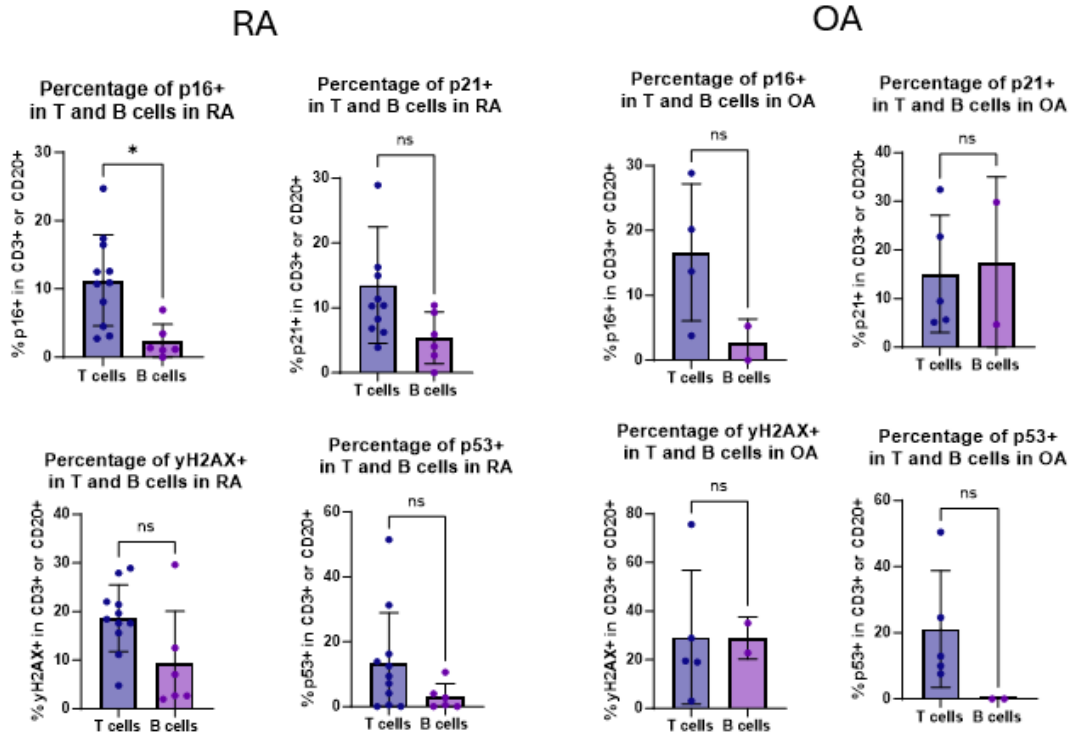 RA
OA
Percentage of p16+
in T and B cells in RA
% p16+ in CD3+ or CD20+
30
20
10
0
*
T cells B cells
Percentage of p21+
in T and B cells in RA
% p21+ in CD3+ or CD20+
30
20
10
0
ns
T cells B cells
Percentage of p16+
in T and B cells in OA
% p16+ in CD3+ or CD20+
30
20
10
0
ns
T cells B cells
Percentage of p21+
in T and B cells in OA
% p21+ in CD3+ or CD20+
40
30
20
10
0
ns
T cells B cells
Percentage of yH2AX+
in T and B cells in RA
% yH2AX+ in CD3+ or CD20+
40
30
20
10
0
ns
T cells B cells
Percentage of p53+
in T and B cells in RA
% p53+ in CD3+ or CD20+
60
40
20
0
ns
T cells B cells
Percentage of yH2AX+
in T and B cells in OA
% yH2AX+ in CD3+ or CD20+
80
60
40
20
0
ns
T cells B cells
Percentage of p53+
in T and B cells in OA
% p53+ in CD3+ or CD20+
60
40
20
0
ns
T cells B cells